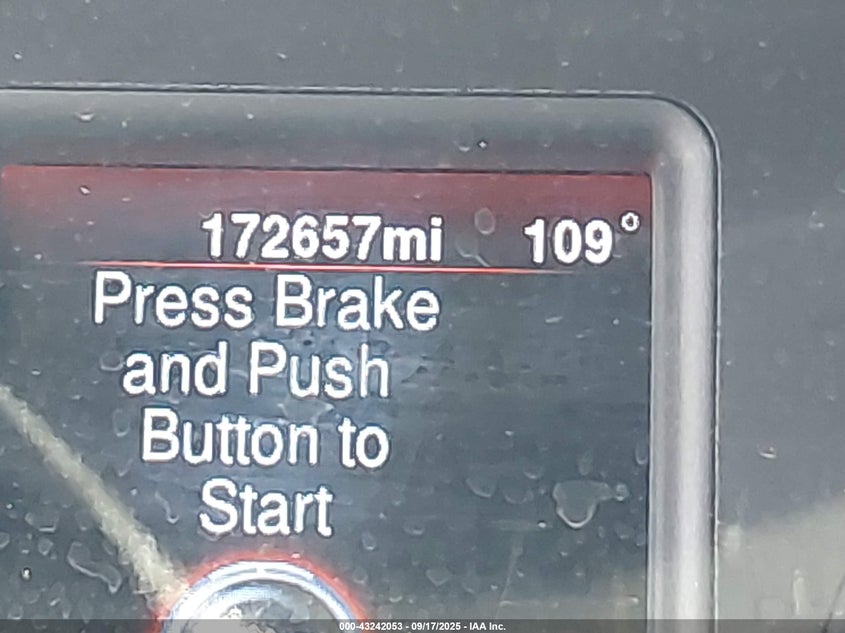 172657mi 109°
Press Brake
and Push
Button to
Start
000-43242053 - 09/17/2025 - IAA Inc.